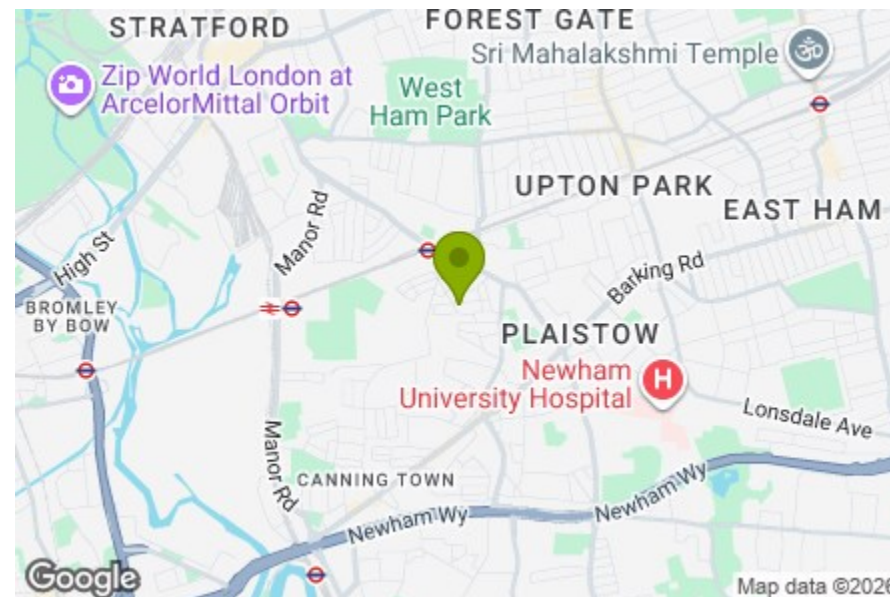 STRATFORD
FOREST GATE
Sri Mahalakshmi Temple
Zip World London at
ArcelorMittal Orbit
West
Ham Park
UPTON PARK
EAST HAM
Manor Rd
High St
Barking Rd
BROMLEY
BY BOW
PLAISTOW
Newham
University Hospital
H
Lonsdale Ave
Manor Rd
CANNING TOWN
Newham Wy
Newham Wy
Google
Map data ©2026